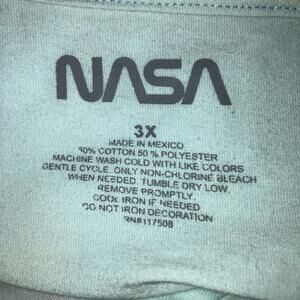 NASA
3X
MADE IN MEXICO
50% COTTON 50 % POLYESTER
MACHINE WASH COLD WITH LIKE COLORS
GENTLE CYCLE. ONLY NON-CHLORINE BLEACH
WHEN NEEDED. TUMBLE DRY LOW.
REMOVE PROMPTLY.
COOL IRON IF NEEDED
DO NOT IRON DECORATION
RN#117508